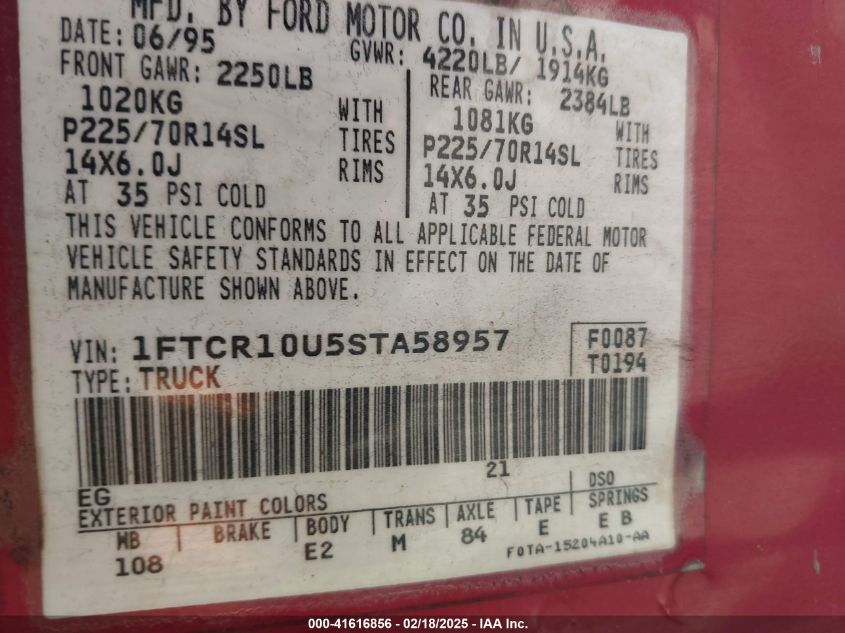 MFD. BY FORD MOTOR CO. IN U.S.A.
DATE: 06/95 GVWR: 4220LB/ 1914KG
FRONT GAWR: 2250LB REAR GAWR: 2384LB
1020KG WITH 1081KG WITH
P225/70R14SL TIRES P225/70R14SL TIRES
14X6.0J RIMS 14X6.0J RIMS
AT 35 PSI COLD AT 35 PSI COLD
THIS VEHICLE CONFORMS TO ALL APPLICABLE FEDERAL MOTOR
VEHICLE SAFETY STANDARDS IN EFFECT ON THE DATE OF
MANUFACTURE SHOWN ABOVE.
VIN: 1FTCR10U5STA58957 F0087
TYPE: TRUCK T0194
EG 21 DSO
EXTERIOR PAINT COLORS
WB BRAKE BODY TRANS AXLE TAPE SPRINGS
108 E2 M 84 E E B
F0TA-15204A10-AA
000-41616856 - 02/18/2025 - IAA Inc.